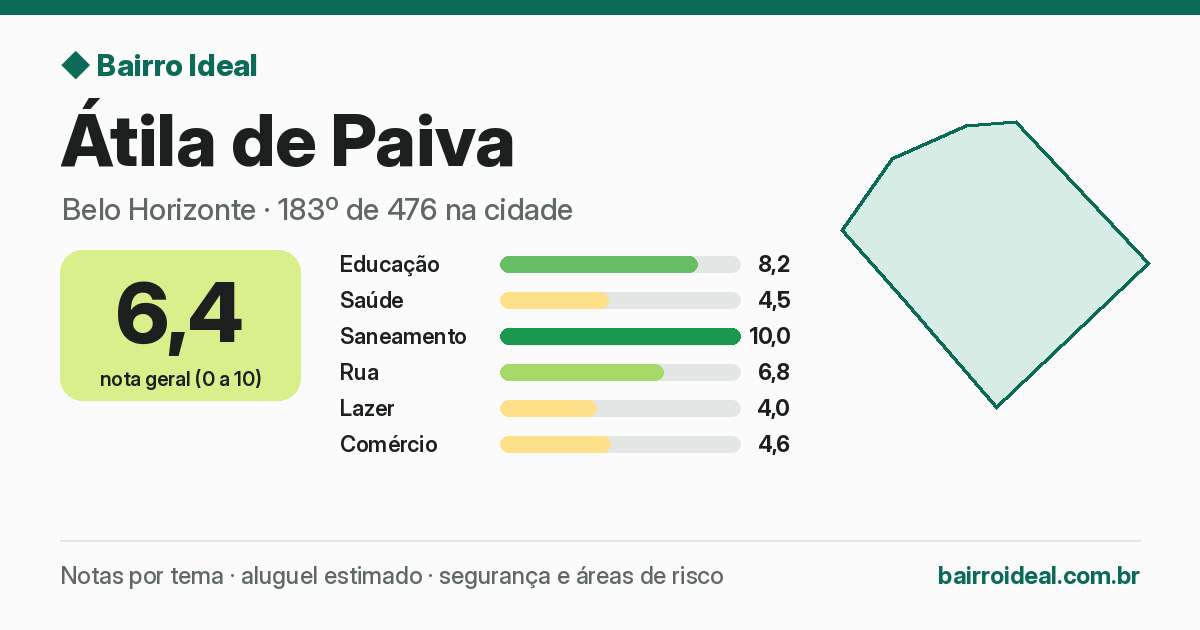 Bairro Ideal
Átila de Paiva
Belo Horizonte · 183º de 476 na cidade
6,4
nota geral (0 a 10)
Educação 8,2
Saúde 4,5
Saneamento 10,0
Rua 6,8
Lazer 4,0
Comércio 4,6
Notas por tema · aluguel estimado · segurança e áreas de risco
bairroideal.com.br